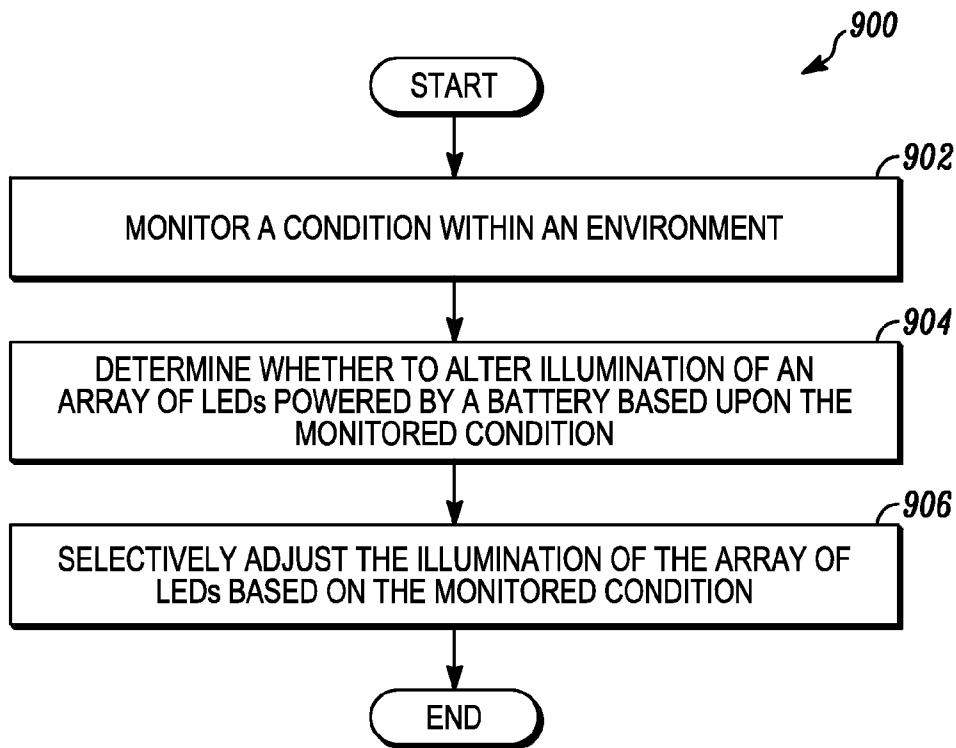 900
START
902
MONITOR A CONDITION WITHIN AN ENVIRONMENT
904
DETERMINE WHETHER TO ALTER ILLUMINATION OF AN
ARRAY OF LEDs POWERED BY A BATTERY BASED UPON THE
MONITORED CONDITION
906
SELECTIVELY ADJUST THE ILLUMINATION OF THE ARRAY OF
LEDs BASED ON THE MONITORED CONDITION
END